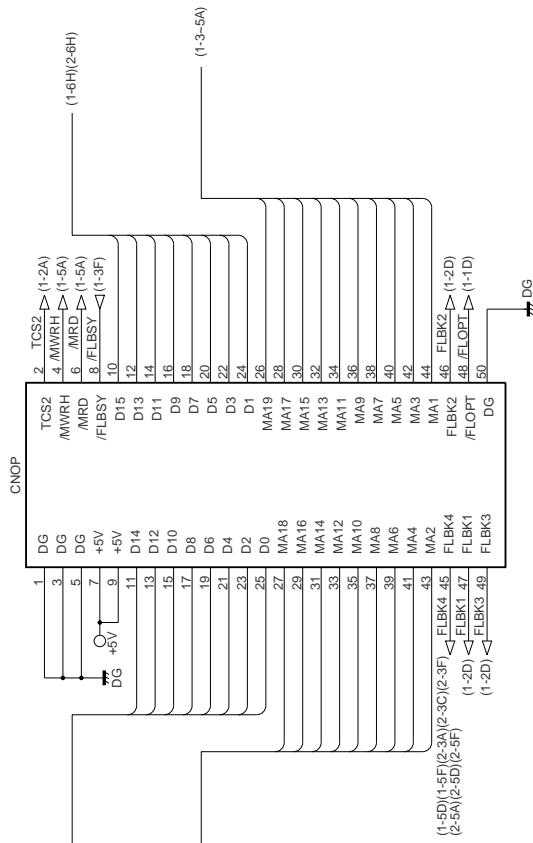 (1-6H)(2-6H)
(1-3~5A)
CNOP
1 DG TCS2 2 TCS2 (1-2A)
3 DG /MWRH 4 /MWRH (1-5A)
5 DG /MRD 6 /MRD (1-5A)
7 +5V /FLBSY 8 /FLBSY (1-3F)
9 +5V D15 10
+5V
DG
11 D14 D13 12
13 D12 D11 14
15 D10 D9 16
17 D8 D7 18
19 D6 D5 20
21 D4 D3 22
23 D2 D1 24
25 D0 MA19 26
27 MA18 MA17 28
29 MA16 MA15 30
31 MA14 MA13 32
33 MA12 MA11 34
35 MA10 MA9 36
37 MA8 MA7 38
39 MA6 MA5 40
41 MA4 MA3 42
43 MA2 MA1 44
(1-5D)(1-5F)(2-3A)(2-3C)(2-3F)
(2-5A)(2-5D)(2-5F)
FLBK4 45 FLBK4 FLBK2 46 FLBK2 (1-2D)
(1-2D) FLBK1 47 FLBK1 /FLOPT 48 /FLOPT (1-1D)
(1-2D) FLBK3 49 FLBK3 DG 50
DG